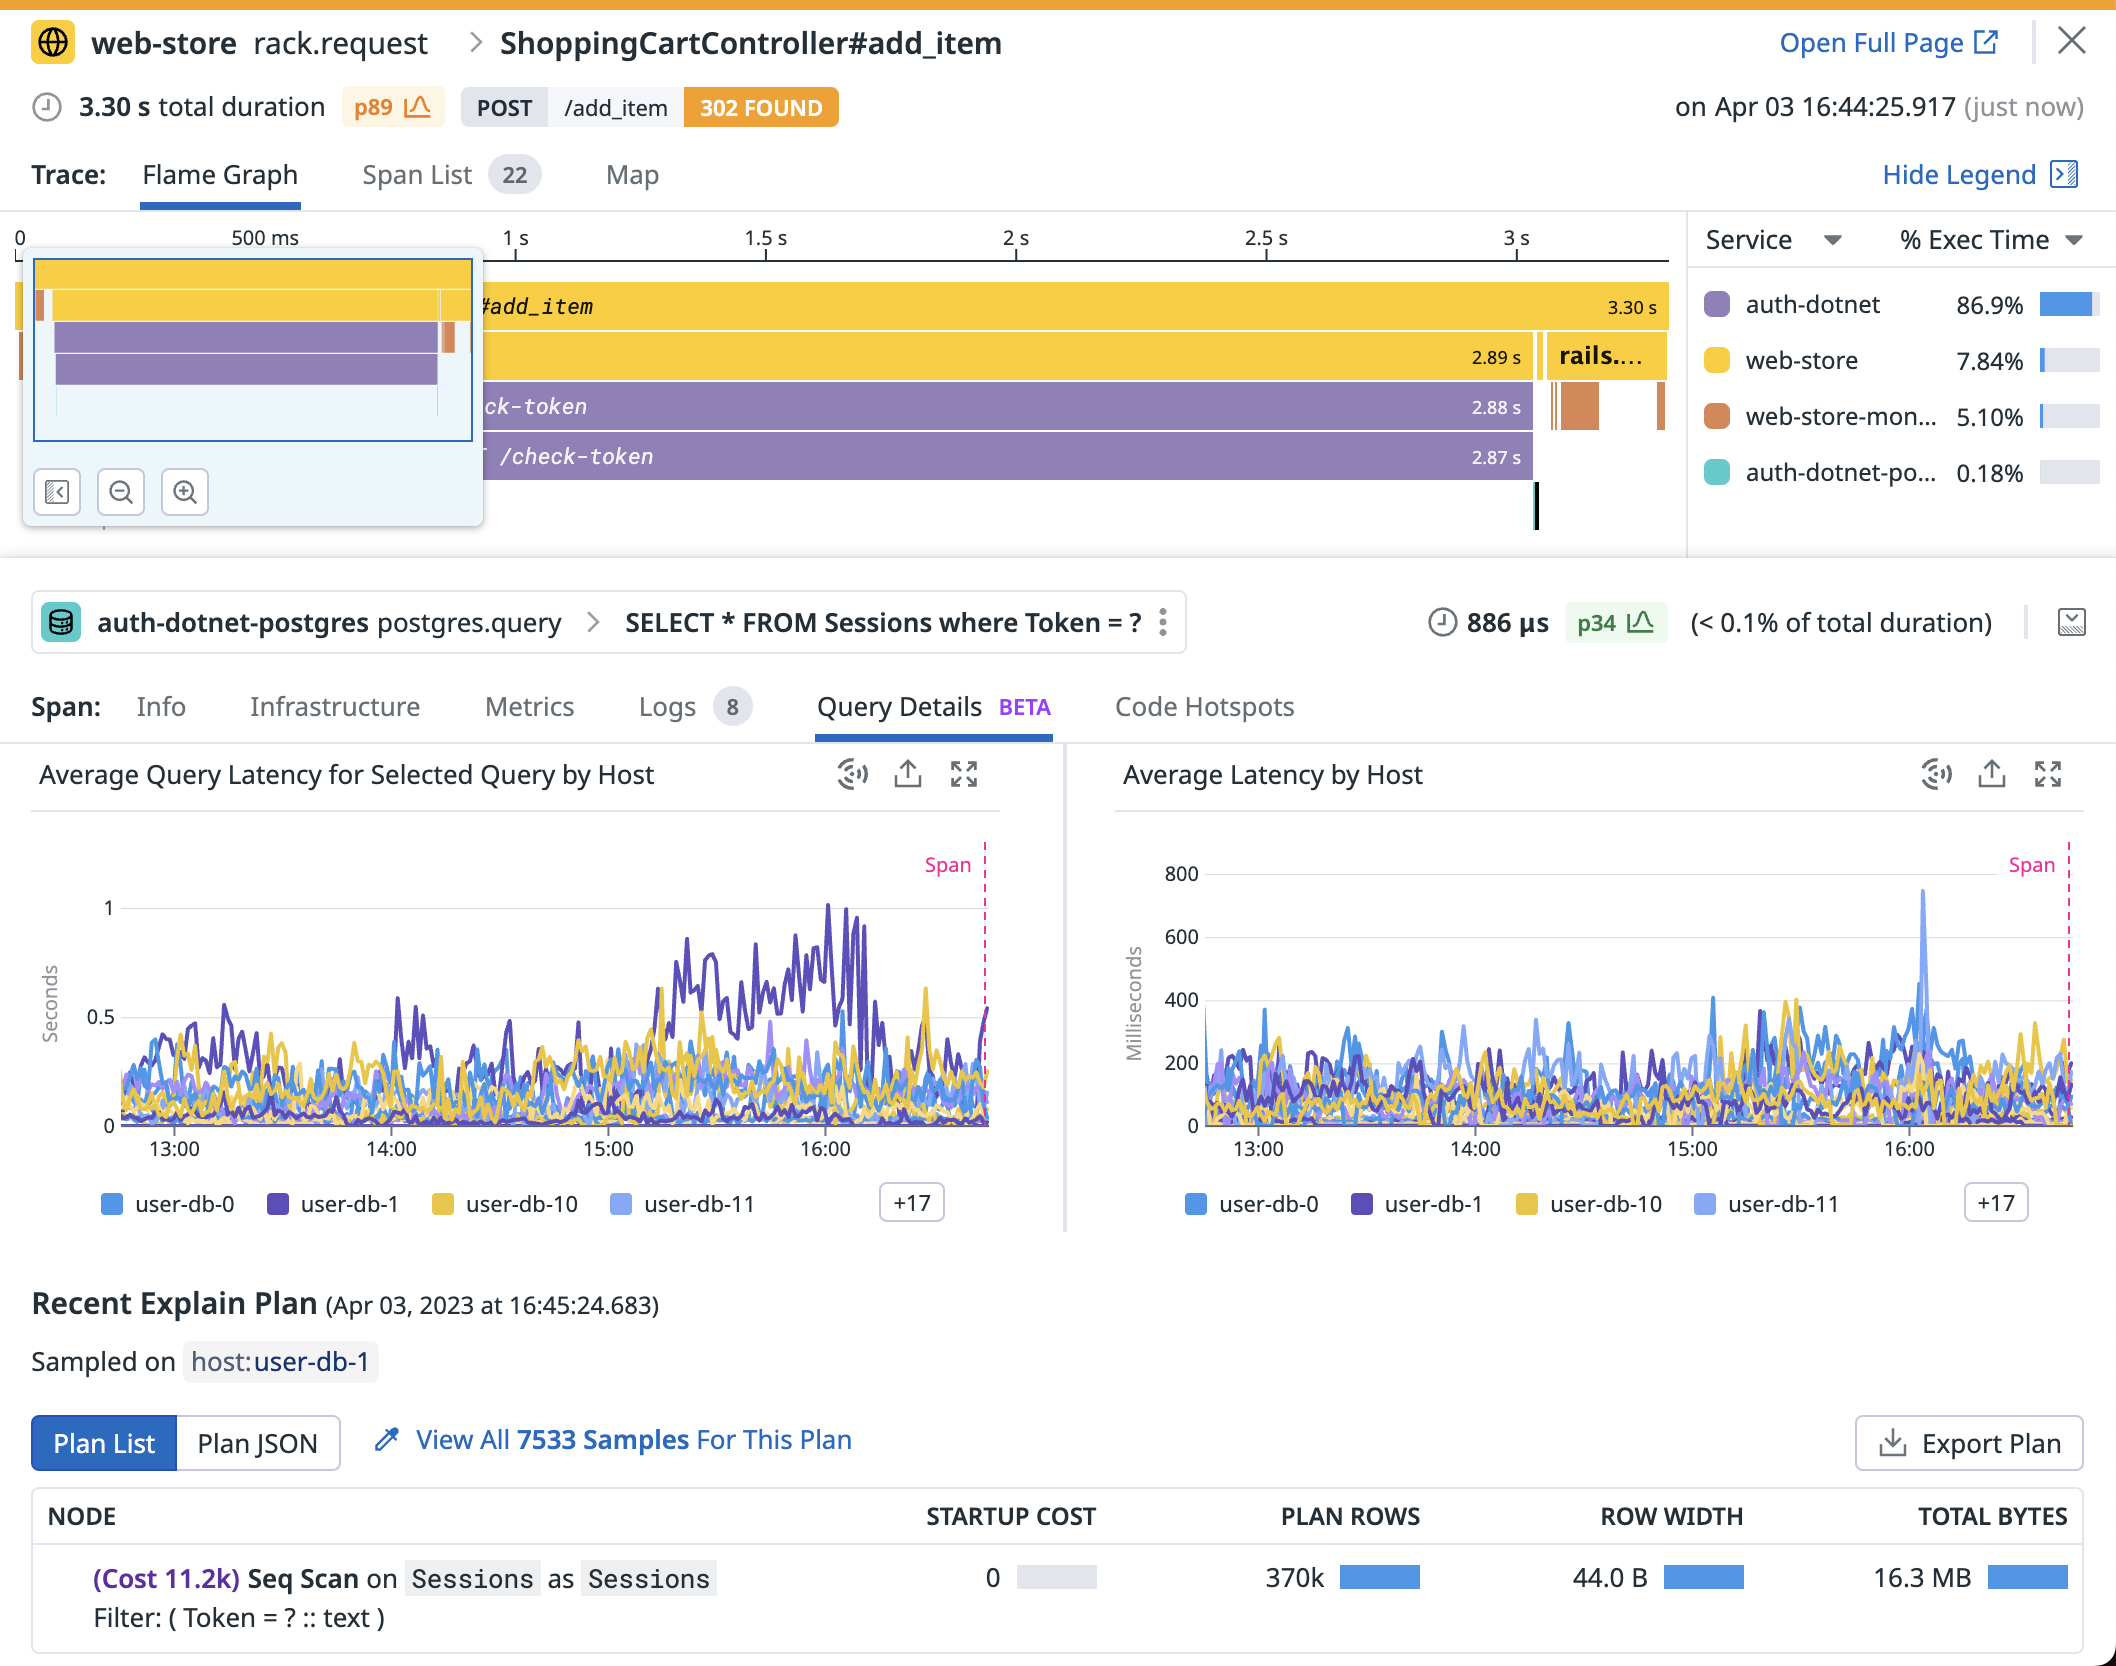 web-store rack.request > ShoppingCartController#add_item Open Full Page
3.30 s total duration p89 POST /add_item 302 FOUND on Apr 03 16:44:25.917 (just now)
Trace: Flame Graph Span List 22 Map Hide Legend
0 500 ms 1 s 1.5 s 2 s 2.5 s 3 s
Service % Exec Time
#add_item 3.30 s
2.89 s rails....
ck-token 2.88 s
/check-token 2.87 s
auth-dotnet 86.9%
web-store 7.84%
web-store-mon... 5.10%
auth-dotnet-po... 0.18%
auth-dotnet-postgres postgres.query > SELECT * FROM Sessions where Token = ? 886 µs p34 (< 0.1% of total duration)
Span: Info Infrastructure Metrics Logs 8 Query Details BETA Code Hotspots
Average Query Latency for Selected Query by Host
Span
Seconds
1
0.5
0
13:00 14:00 15:00 16:00
user-db-0 user-db-1 user-db-10 user-db-11 +17
Average Latency by Host
Span
Milliseconds
800
600
400
200
0
13:00 14:00 15:00 16:00
user-db-0 user-db-1 user-db-10 user-db-11 +17
Recent Explain Plan (Apr 03, 2023 at 16:45:24.683)
Sampled on host:user-db-1
Plan List Plan JSON View All 7533 Samples For This Plan Export Plan
NODE STARTUP COST PLAN ROWS ROW WIDTH TOTAL BYTES
(Cost 11.2k) Seq Scan on Sessions as Sessions 0 370k 44.0 B 16.3 MB
Filter: ( Token = ? :: text )